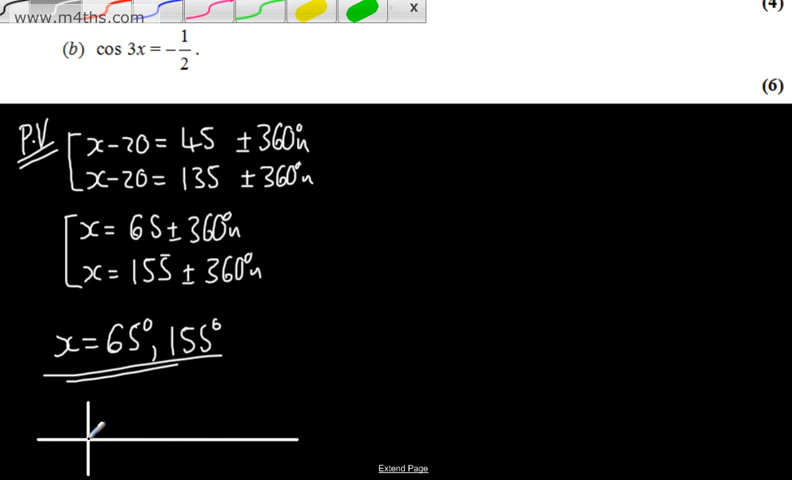 (4)
www.m4ths.com
x
(b) cos 3x = -1/2.
(6)
P.V
x-20 = 45 ± 360°n
x-20 = 135 ± 360°n
x = 65 ± 360°n
x = 155 ± 360°n
x = 65°, 155°
Extend Page